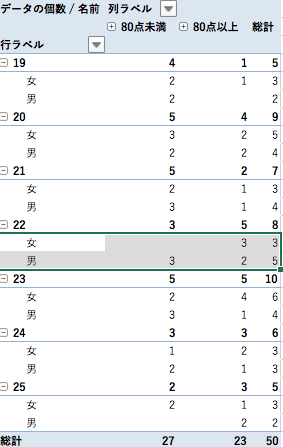 データの個数 / 名前 列ラベル
80点未満 80点以上 総計
行ラベル
19 4 1 5
女 2 1 3
男 2 2
20 5 4 9
女 3 2 5
男 2 2 4
21 5 2 7
女 2 1 3
男 3 1 4
22 3 5 8
女 3 3
男 3 2 5
23 5 5 10
女 2 4 6
男 3 1 4
24 3 3 6
女 1 2 3
男 2 1 3
25 2 3 5
女 2 1 3
男 2 2
総計 27 23 50